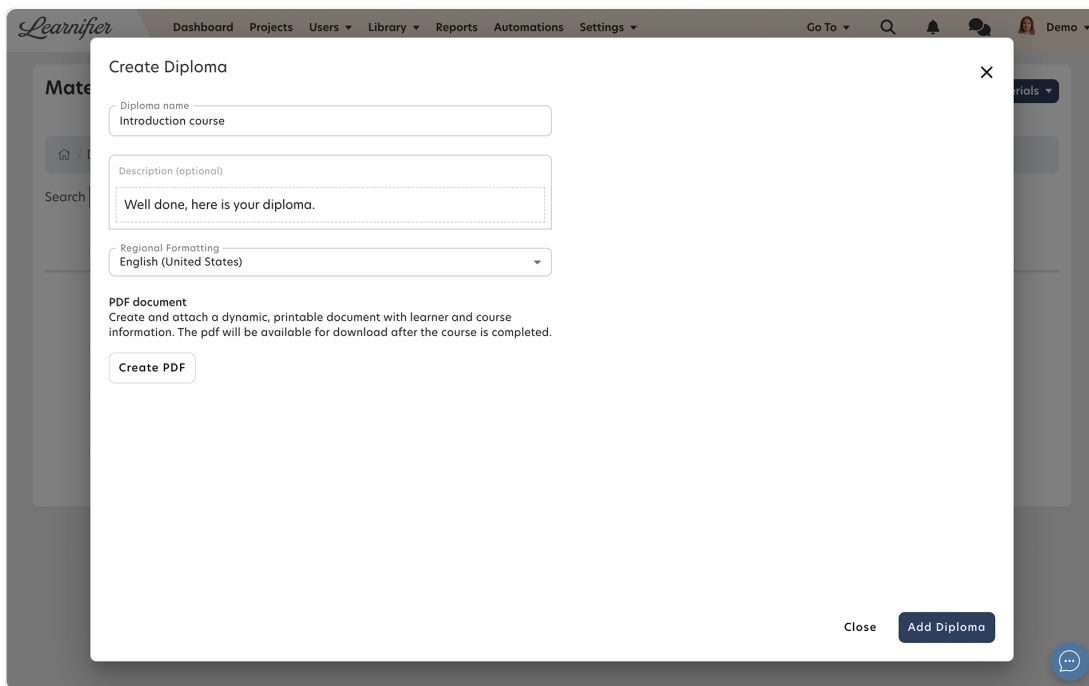 Learnifier
Dashboard Projects Users Library Reports Automations Settings Go To Demo
Create Diploma
Mate
rials
Diploma name
Introduction course
/
Description (optional)
Search
Well done, here is your diploma.
Regional Formatting
English (United States)
PDF document
Create and attach a dynamic, printable document with learner and course
information. The pdf will be available for download after the course is completed.
Create PDF
Close Add Diploma